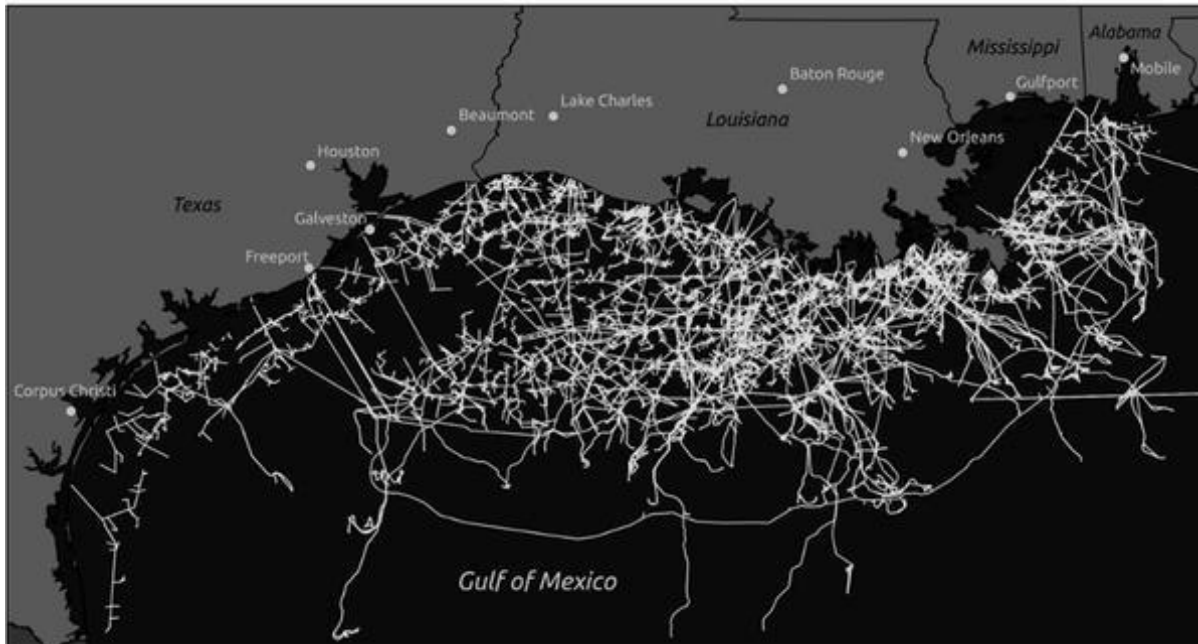 Alabama
Mississippi
Mobile
Baton Rouge
Gulfport
Lake Charles
Beaumont
Louisiana
New Orleans
Houston
Texas
Galveston
Freeport
Corpus Christi
Gulf of Mexico